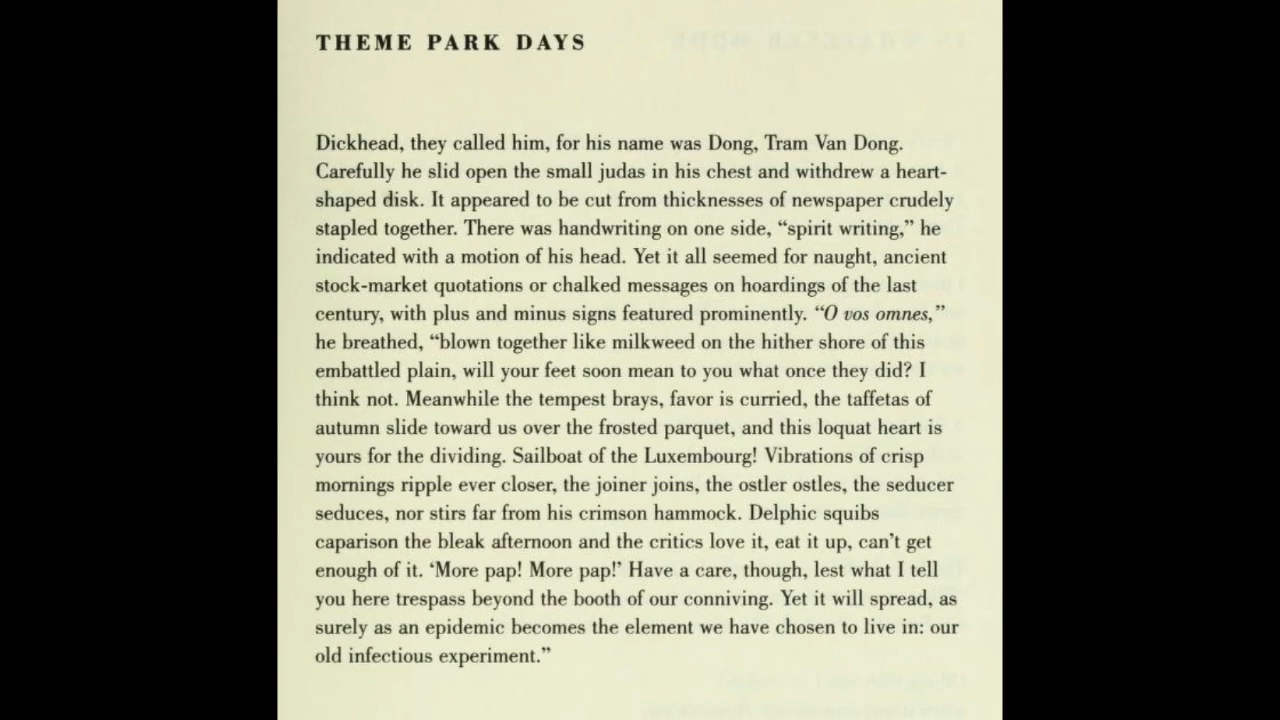 THEME PARK DAYS
Dickhead, they called him, for his name was Dong, Tram Van Dong.
Carefully he slid open the small judas in his chest and withdrew a heart-
shaped disk. It appeared to be cut from thicknesses of newspaper crudely
stapled together. There was handwriting on one side, “spirit writing,” he
indicated with a motion of his head. Yet it all seemed for naught, ancient
stock-market quotations or chalked messages on hoardings of the last
century, with plus and minus signs featured prominently. “O vos omnes,”
he breathed, “blown together like milkweed on the hither shore of this
embattled plain, will your feet soon mean to you what once they did? I
think not. Meanwhile the tempest brays, favor is curried, the taffetas of
autumn slide toward us over the frosted parquet, and this loquat heart is
yours for the dividing. Sailboat of the Luxembourg! Vibrations of crisp
mornings ripple ever closer, the joiner joins, the ostler ostles, the seducer
seduces, nor stirs far from his crimson hammock. Delphic squibs
caparison the bleak afternoon and the critics love it, eat it up, can’t get
enough of it. ‘More pap! More pap!’ Have a care, though, lest what I tell
you here trespass beyond the booth of our conniving. Yet it will spread, as
surely as an epidemic becomes the element we have chosen to live in: our
old infectious experiment.”